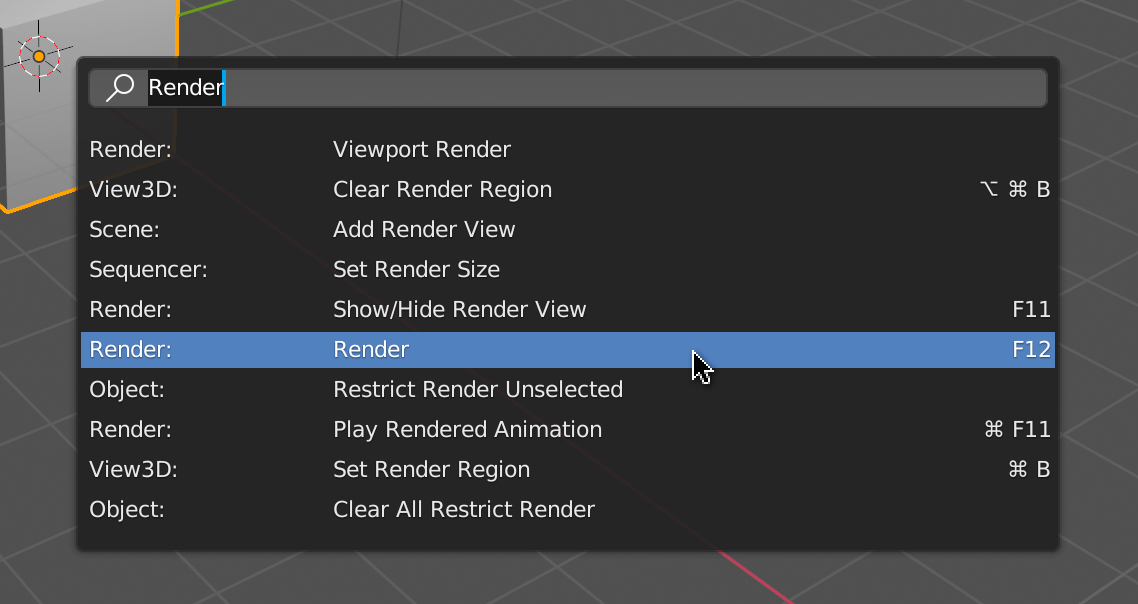 Render
Render: Viewport Render
View3D: Clear Render Region ⌥ ⌘ B
Scene: Add Render View
Sequencer: Set Render Size
Render: Show/Hide Render View F11
Render: Render F12
Object: Restrict Render Unselected
Render: Play Rendered Animation ⌘ F11
View3D: Set Render Region ⌘ B
Object: Clear All Restrict Render